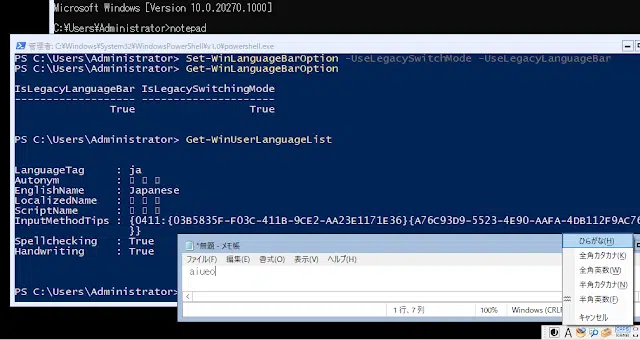 Microsoft Windows [Version 10.0.20270.1000]
C:¥Users¥Administrator>notepad
管理者: C:¥Windows¥System32¥WindowsPowerShell¥v1.0¥powershell.exe
PS C:\Users\Administrator> Set-WinLanguageBarOption -UseLegacySwitchMode -UseLegacyLanguageBar
PS C:\Users\Administrator> Get-WinLanguageBarOption
IsLegacyLanguageBar IsLegacySwitchingMode
------------------- ---------------------
True True
PS C:\Users\Administrator> Get-WinUserLanguageList
LanguageTag : ja
Autonym :
EnglishName : Japanese
LocalizedName :
ScriptName :
InputMethodTips : {0411:{03B5835F-F03C-411B-9CE2-AA23E1171E36}{A76C93D9-5523-4E90-AAFA-4DB112F9AC76
}}
Spellchecking : True
Handwriting : True
PS C:\Users\Administrator>
*無題 - メモ帳
ファイル(F) 編集(E) 書式(O) 表示(V) ヘルプ(H)
aiueo
1 行、7 列 100% Windows (CRLF
ひらがな(H)
全角カタカナ(K)
全角英数(W)
半角カタカナ(N)
半角英数(F)
キャンセル
A